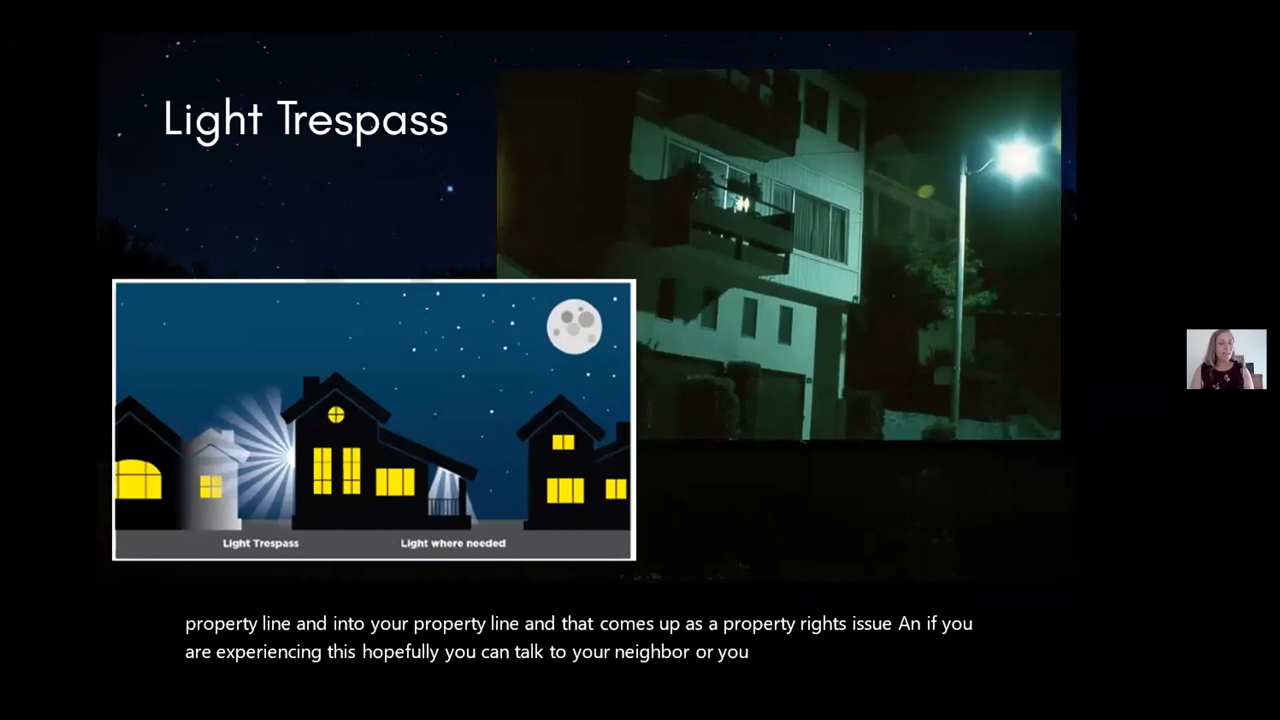 Light Trespass
Light Trespass
Light where needed
property line and into your property line and that comes up as a property rights issue An if you
are experiencing this hopefully you can talk to your neighbor or you